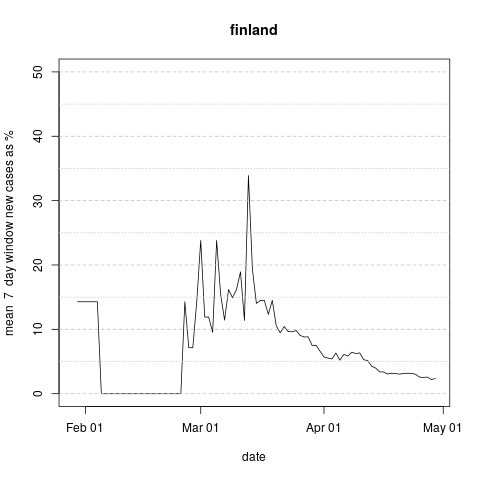 finland
mean 7 day window new cases as %
50
40
30
20
10
0
Feb 01
Mar 01
Apr 01
May 01
date